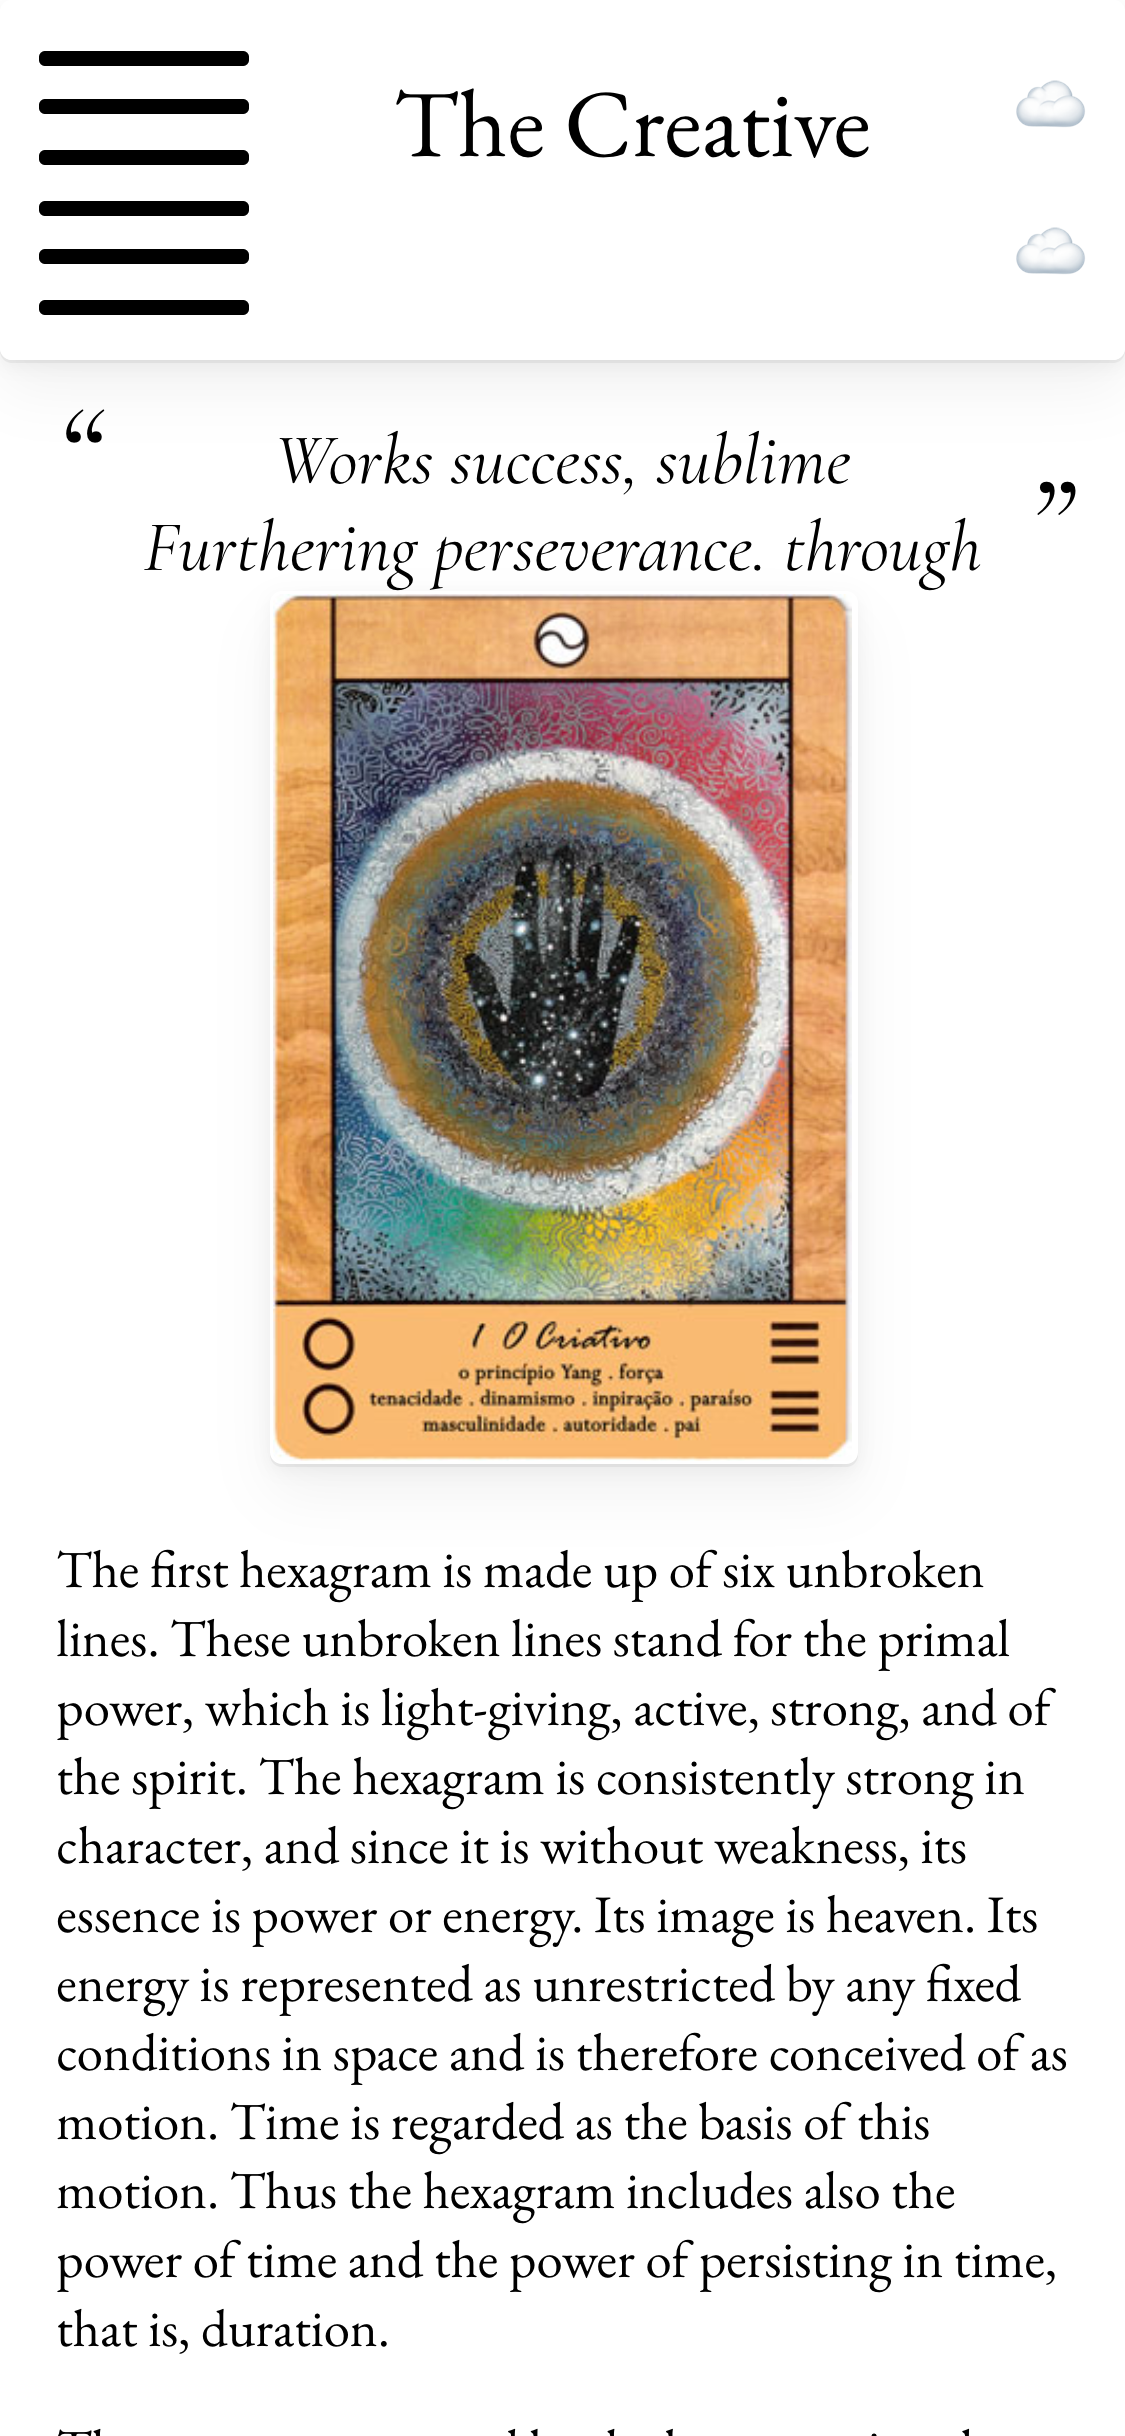 The Creative
“
Works success, sublime
”
Furthering perseverance. through
1 O Criativo
o princípio Yang . força
tenacidade . dinamismo . inpiração . paraíso
masculinidade . autoridade . pai
The first hexagram is made up of six unbroken
lines. These unbroken lines stand for the primal
power, which is light-giving, active, strong, and of
the spirit. The hexagram is consistently strong in
character, and since it is without weakness, its
essence is power or energy. Its image is heaven. Its
energy is represented as unrestricted by any fixed
conditions in space and is therefore conceived of as
motion. Time is regarded as the basis of this
motion. Thus the hexagram includes also the
power of time and the power of persisting in time,
that is, duration.